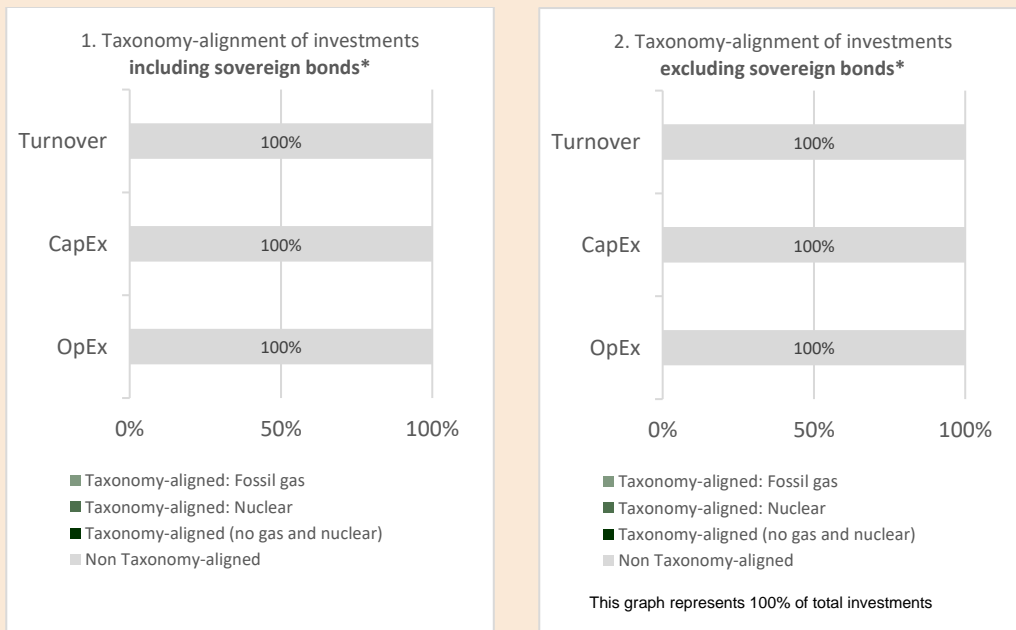 1. Taxonomy-alignment of investments
including sovereign bonds*
Turnover
100%
CapEx
100%
OpEx
100%
0% 50% 100%
Taxonomy-aligned: Fossil gas
Taxonomy-aligned: Nuclear
Taxonomy-aligned (no gas and nuclear)
Non Taxonomy-aligned
2. Taxonomy-alignment of investments
excluding sovereign bonds*
Turnover
100%
CapEx
100%
OpEx
100%
0% 50% 100%
Taxonomy-aligned: Fossil gas
Taxonomy-aligned: Nuclear
Taxonomy-aligned (no gas and nuclear)
Non Taxonomy-aligned
This graph represents 100% of total investments